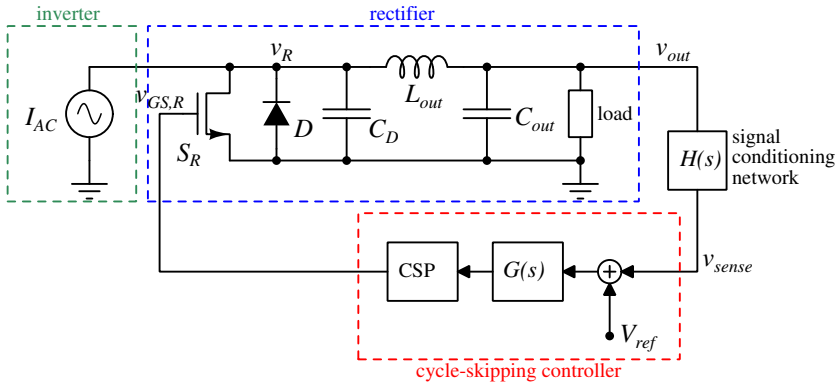 inverter
rectifier
v_R
v_out
v_GS,R
L_out
I_AC
S_R
D
C_D
C_out
load
H(s)
signal
conditioning
network
CSP
G(s)
+
v_sense
V_ref
cycle-skipping controller